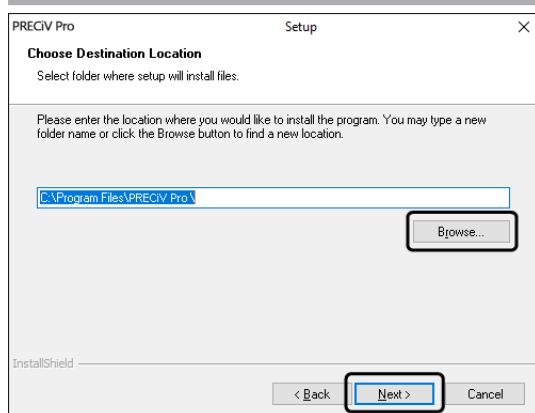 PRECiV Pro Setup
Choose Destination Location
Select folder where setup will install files.
Please enter the location where you would like to install the program. You may type a new
folder name or click the Browse button to find a new location.
C:\Program Files\PRECiV Pro \
Browse...
InstallShield
< Back Next > Cancel